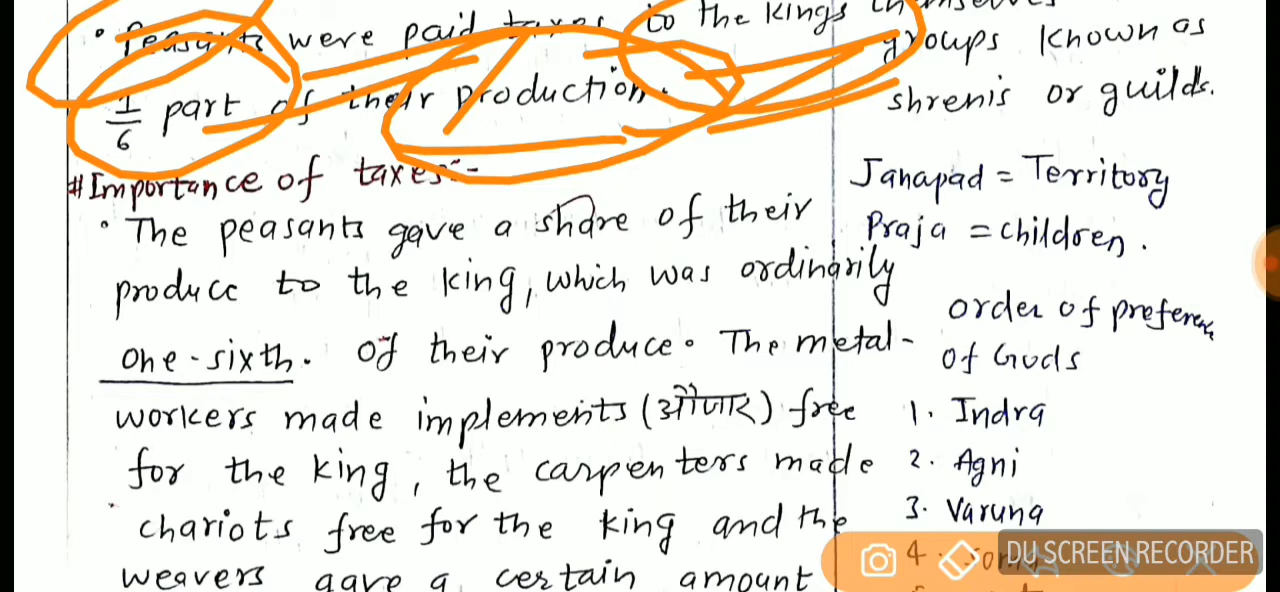 • Peasants were paid taxes to the kings
1/6 part of their production.
# Importance of taxes:-
• The peasants gave a share of their
produce to the king, which was ordinarily
one-sixth. Of their produce. The metal-
workers made implements (औजार) free
for the king, the carpenters made
chariots free for the king and the
weavers gave a certain amount
groups known as
shrenis or guilds.
Janapad = Territory
Praja = children.
order of preference
of Gods
1. Indra
2. Agni
3. Varuna
4.
DU SCREEN RECORDER